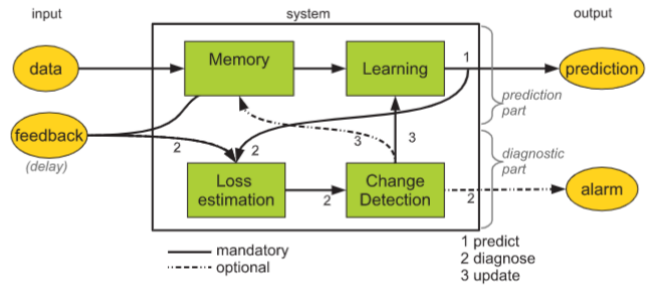 input
system
output
data
Memory
Learning
1
prediction
prediction
part
feedback
(delay)
2
2
3
3
diagnostic
part
Loss
estimation
2
Change
Detection
2
alarm
mandatory
optional
1 predict
2 diagnose
3 update